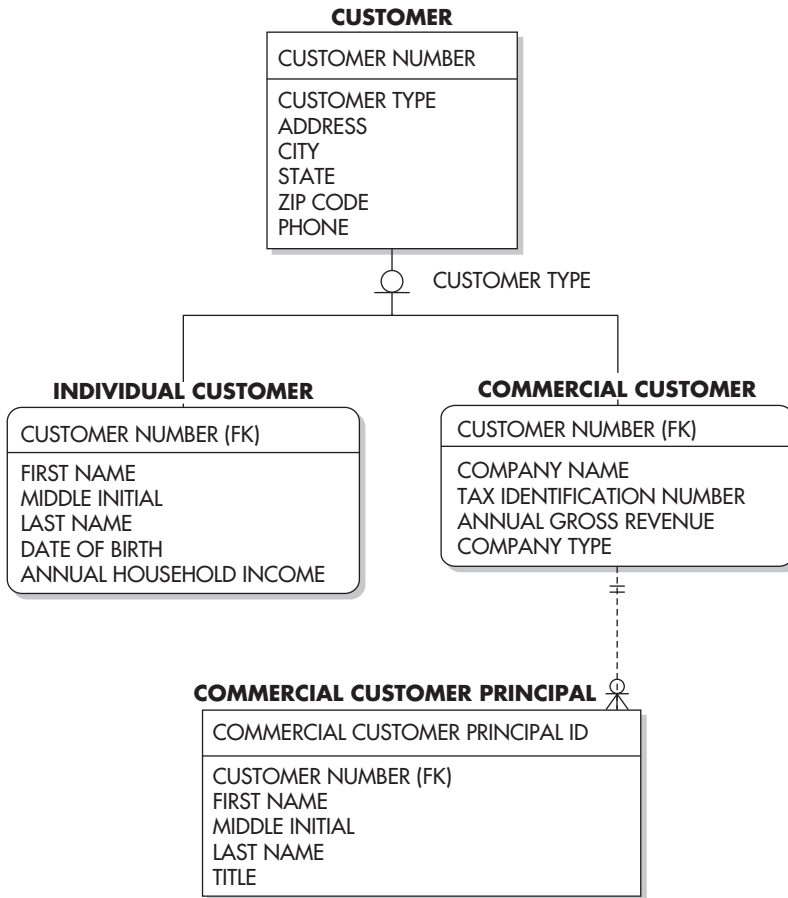 CUSTOMER
CUSTOMER NUMBER
CUSTOMER TYPE
ADDRESS
CITY
STATE
ZIP CODE
PHONE
CUSTOMER TYPE
INDIVIDUAL CUSTOMER
CUSTOMER NUMBER (FK)
FIRST NAME
MIDDLE INITIAL
LAST NAME
DATE OF BIRTH
ANNUAL HOUSEHOLD INCOME
COMMERCIAL CUSTOMER
CUSTOMER NUMBER (FK)
COMPANY NAME
TAX IDENTIFICATION NUMBER
ANNUAL GROSS REVENUE
COMPANY TYPE
COMMERCIAL CUSTOMER PRINCIPAL
COMMERCIAL CUSTOMER PRINCIPAL ID
CUSTOMER NUMBER (FK)
FIRST NAME
MIDDLE INITIAL
LAST NAME
TITLE